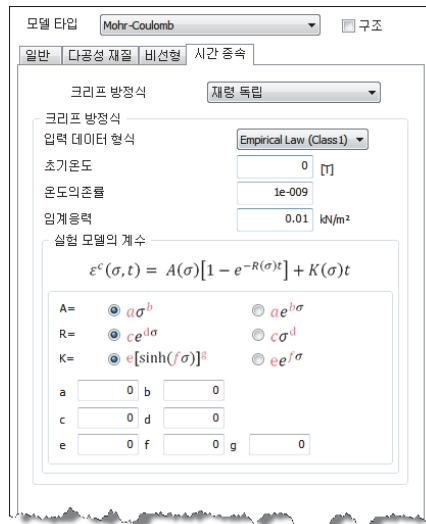 모델 타입 Mohr-Coulomb 구조
일반 다공성 재질 비선형 시간 종속
크리프 방정식 재령 독립
크리프 방정식
입력 데이터 형식 Empirical Law (Class1)
초기온도 0 [T]
온도의존률 1e-009
임계응력 0.01 kN/m²
실험 모델의 계수
εᶜ(σ,t) = A(σ)[1 − e^{−R(σ)t}] + K(σ)t
A= aσᵇ ae^{bσ}
R= ce^{dσ} cσᵈ
K= e[sinh(fσ)]ᵍ ee^{fσ}
a 0 b 0
c 0 d 0
e 0 f 0 g 0